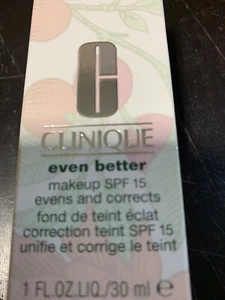 CLINIQUE
even better
makeup SPF 15
evens and corrects
fond de teint éclat
correction teint SPF 15
unifie et corrige le teint
1 FL.OZ.LIQ./30 ml ℮